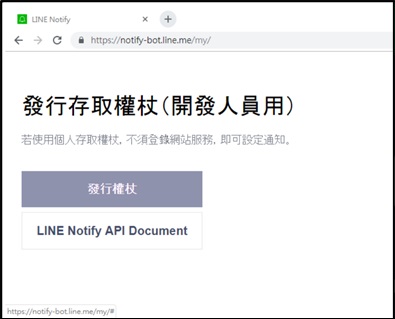 LINE Notify
https://notify-bot.line.me/my/
發行存取權杖(開發人員用)
若使用個人存取權杖，不須登錄網站服務，即可設定通知。
發行權杖
LINE Notify API Document
https://notify-bot.line.me/my/#